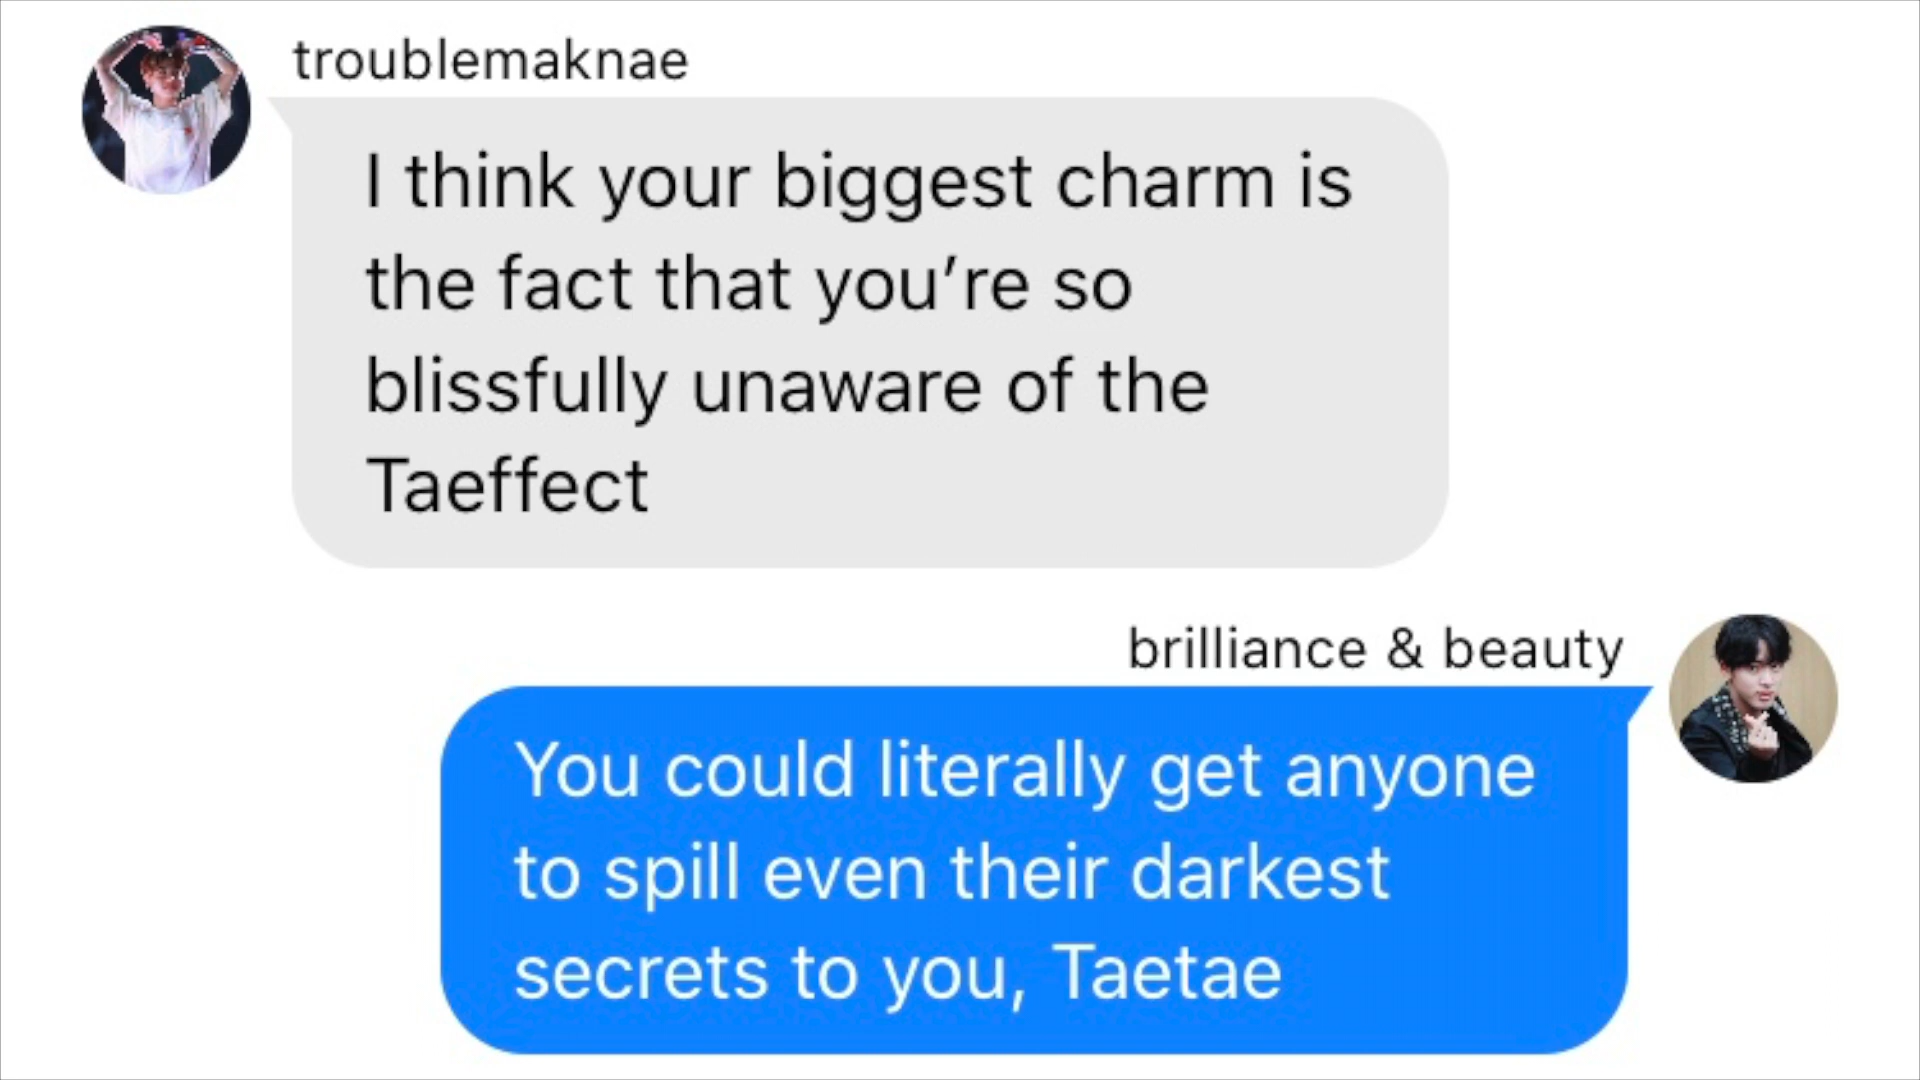 troublemaknae
I think your biggest charm is
the fact that you’re so
blissfully unaware of the
Taeffect
brilliance & beauty
You could literally get anyone
to spill even their darkest
secrets to you, Taetae